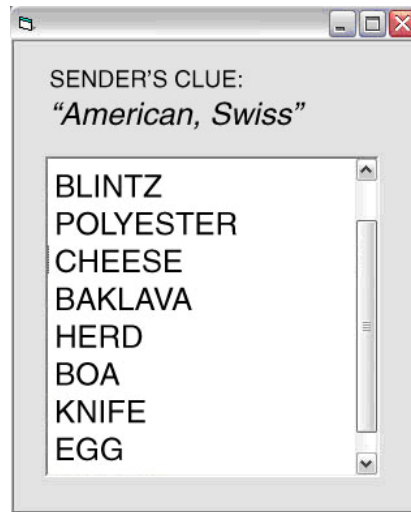 SENDER'S CLUE:
“American, Swiss”
BLINTZ
POLYESTER
CHEESE
BAKLAVA
HERD
BOA
KNIFE
EGG